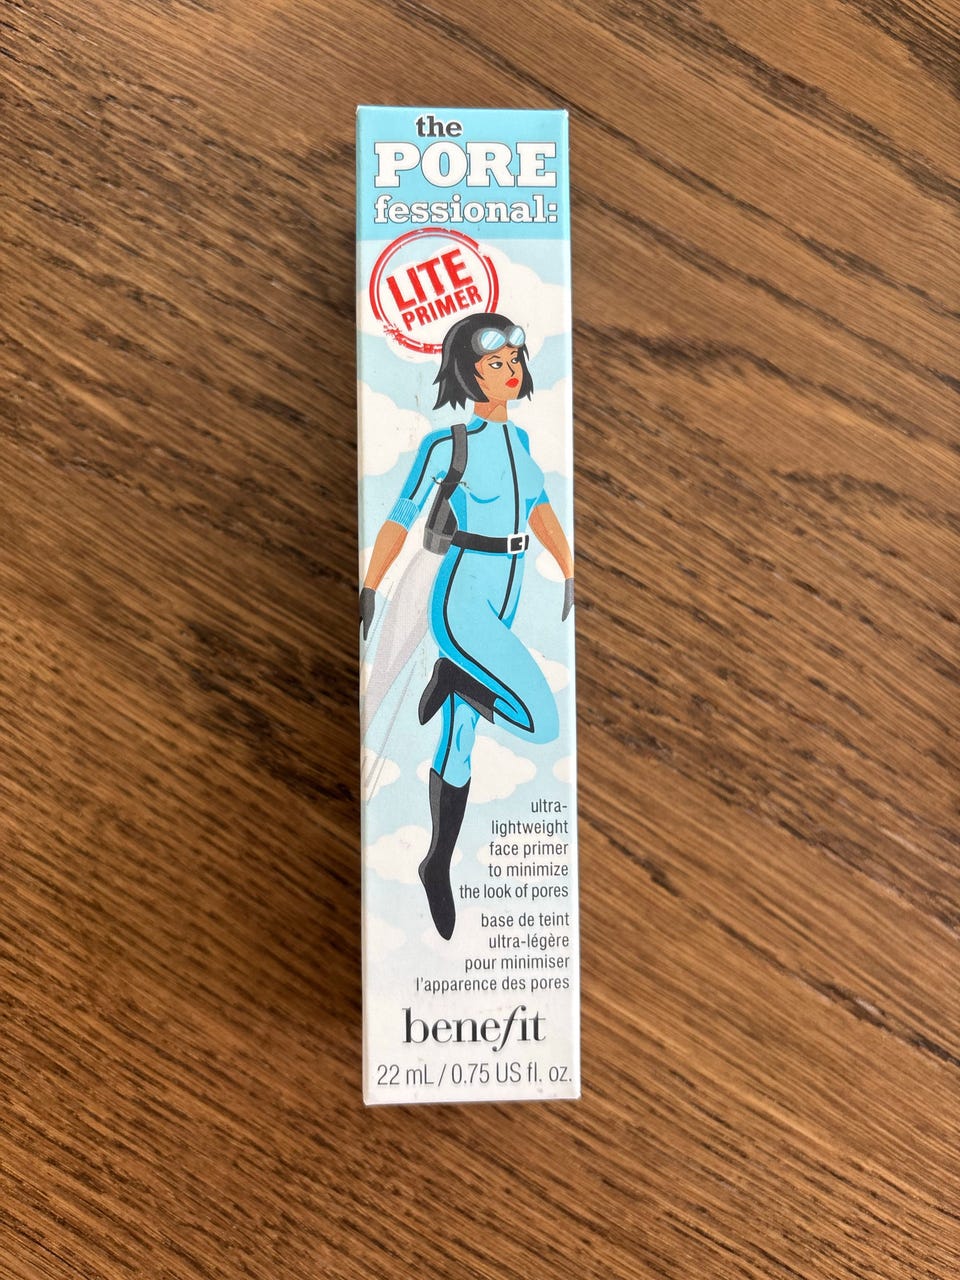 the
PORE
fessional:
LITE
PRIMER
ultra-
lightweight
face primer
to minimize
the look of pores
base de teint
ultra-légère
pour minimiser
l'apparence des pores
benefit
22 mL / 0.75 US fl. oz.